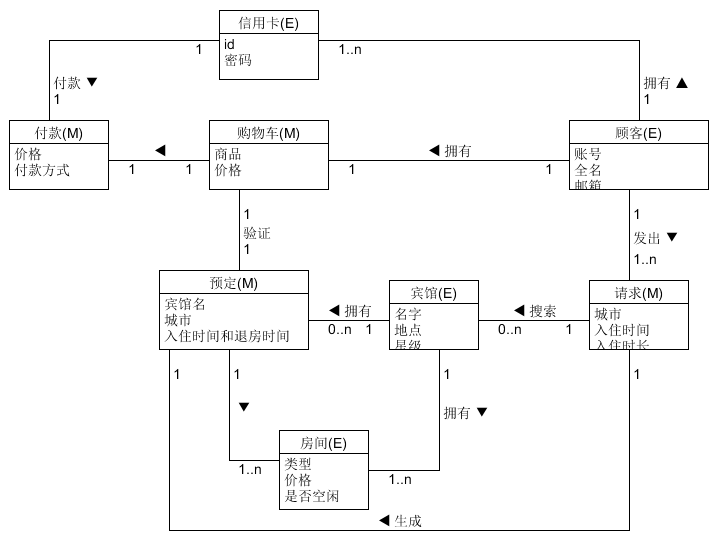 信用卡(E)
id
密码
1
1..n
付款 ▼
1
拥有 ▲
1
付款(M)
价格
付款方式
购物车(M)
商品
价格
顾客(E)
账号
全名
邮箱
◀
1
1
◀ 拥有
1
1
1
验证
1
1
发出 ▼
1..n
预定(M)
宾馆名
城市
入住时间和退房时间
宾馆(E)
名字
地点
星级
请求(M)
城市
入住时间
入住时长
◀ 拥有
0..n
1
◀ 搜索
0..n
1
1
1
1
1
▼
拥有 ▼
1..n
1..n
房间(E)
类型
价格
是否空闲
◀ 生成